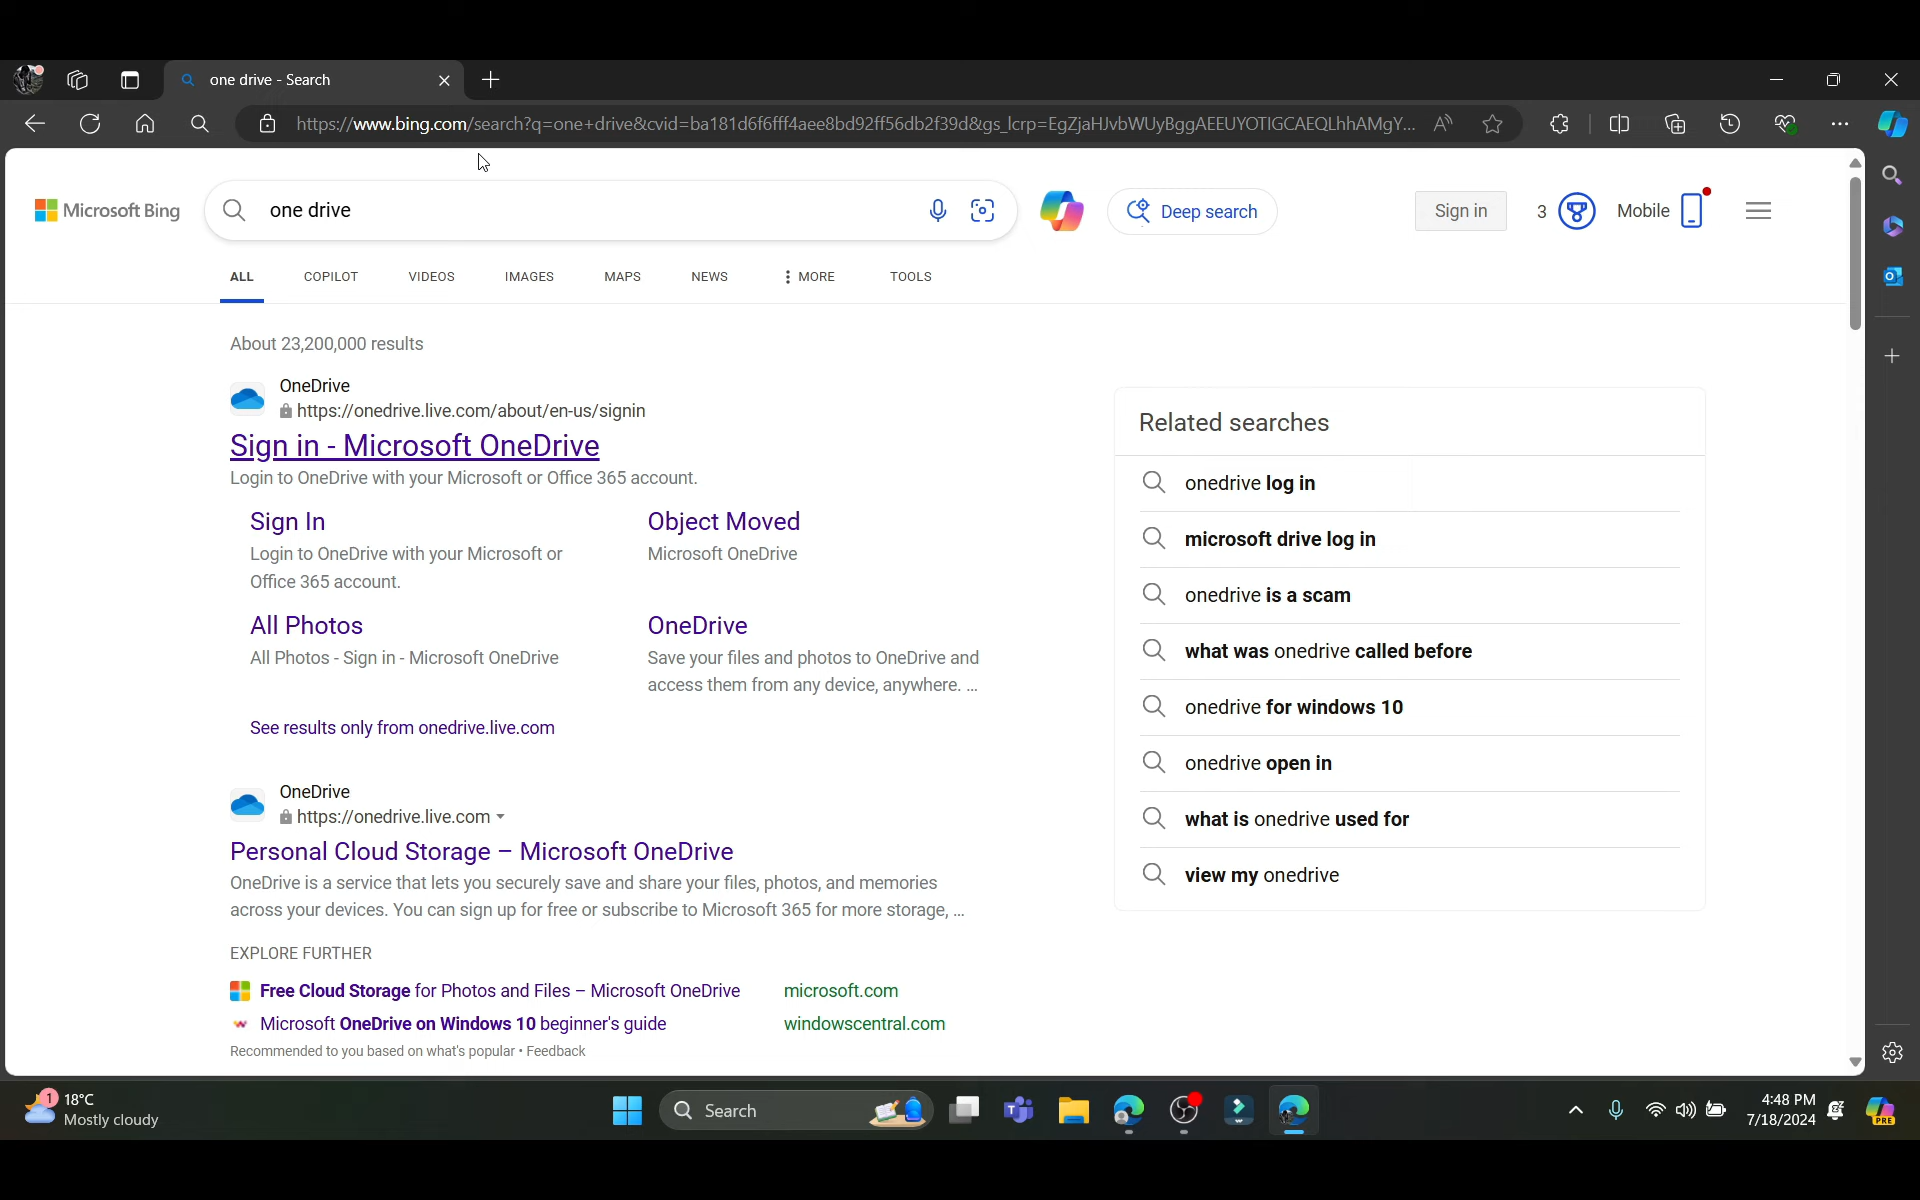 one drive - Search
https://www.bing.com/search?q=one+drive&cvid=ba181d6f6fff4aee8bd92ff56db2f39d&gs_lcrp=EgZjaHJvbWUyBggAEEUYOTIGCAEQLhhAMgY...
Microsoft Bing
one drive
Deep search
Sign in
3
Mobile
ALL COPILOT VIDEOS IMAGES MAPS NEWS MORE TOOLS
About 23,200,000 results
OneDrive
https://onedrive.live.com/about/en-us/signin
Sign in - Microsoft OneDrive
Login to OneDrive with your Microsoft or Office 365 account.
Sign In
Login to OneDrive with your Microsoft or
Office 365 account.
Object Moved
Microsoft OneDrive
All Photos
All Photos - Sign in - Microsoft OneDrive
OneDrive
Save your files and photos to OneDrive and
access them from any device, anywhere. ...
See results only from onedrive.live.com
OneDrive
https://onedrive.live.com
Personal Cloud Storage – Microsoft OneDrive
OneDrive is a service that lets you securely save and share your files, photos, and memories
across your devices. You can sign up for free or subscribe to Microsoft 365 for more storage, ...
EXPLORE FURTHER
Free Cloud Storage for Photos and Files – Microsoft OneDrive microsoft.com
Microsoft OneDrive on Windows 10 beginner's guide windowscentral.com
Recommended to you based on what's popular • Feedback
Related searches
onedrive log in
microsoft drive log in
onedrive is a scam
what was onedrive called before
onedrive for windows 10
onedrive open in
what is onedrive used for
view my onedrive
1
18°C
Mostly cloudy
Search
4:48 PM
7/18/2024
PRE